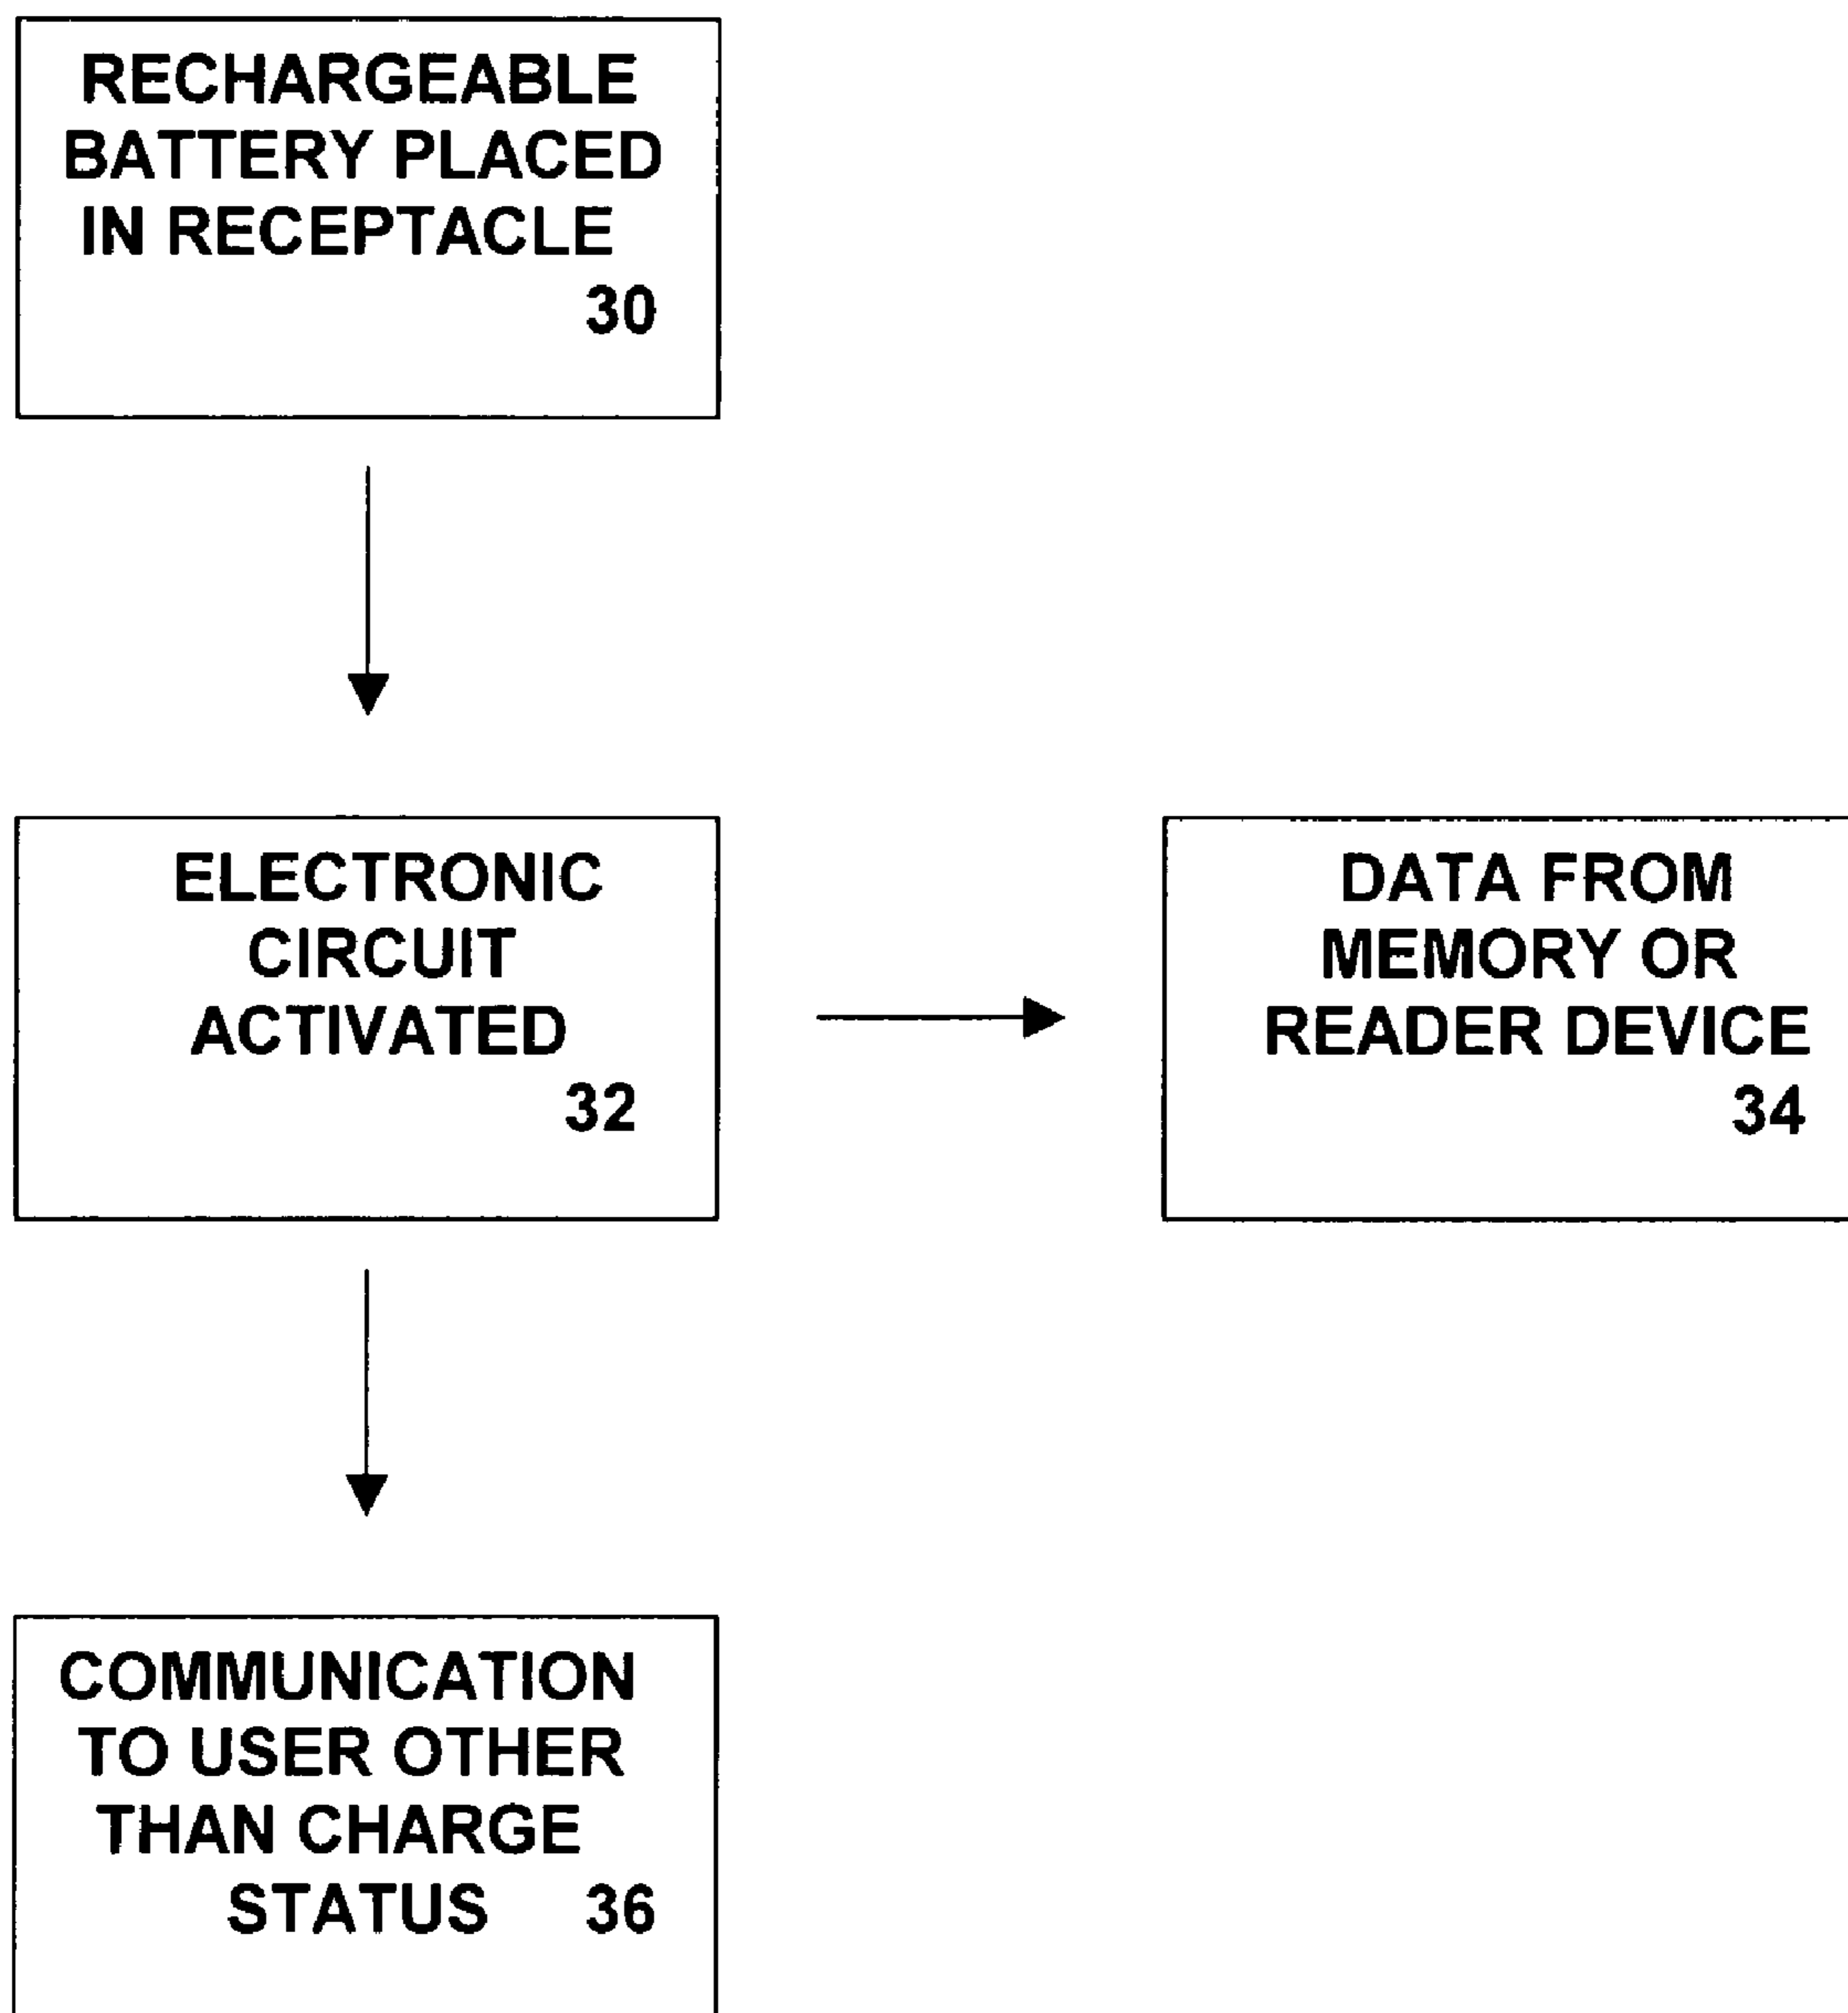 RECHARGEABLE
BATTERY PLACED
IN RECEPTACLE
30
ELECTRONIC
CIRCUIT
ACTIVATED
32
DATA FROM
MEMORY OR
READER DEVICE
34
COMMUNICATION
TO USER OTHER
THAN CHARGE
STATUS 36